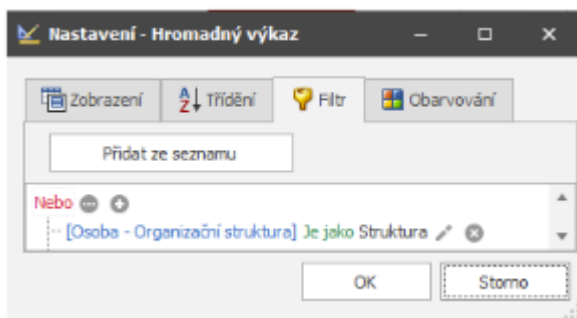 Nastavení - Hromadný výkaz
Zobrazení Třídění Filtr Obarvování
Přidat ze seznamu
Nebo
[Osoba - Organizační struktura] Je jako Struktura
OK Storno